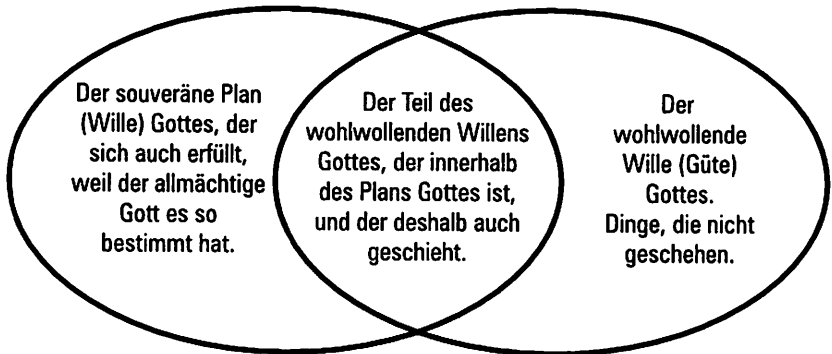 Der souveräne Plan
(Wille) Gottes, der
sich auch erfüllt,
weil der allmächtige
Gott es so
bestimmt hat.
Der Teil des
wohlwollenden Willens
Gottes, der innerhalb
des Plans Gottes ist,
und der deshalb auch
geschieht.
Der
wohlwollende
Wille (Güte)
Gottes.
Dinge, die nicht
geschehen.